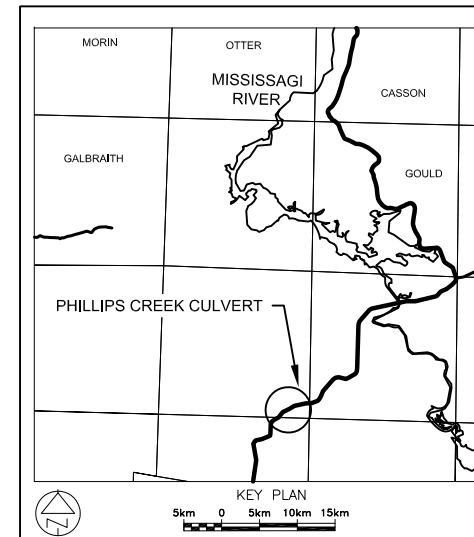 MORIN
OTTER
MISSISSAGI
RIVER
CASSON
GALBRAITH
GOULD
PHILLIPS CREEK CULVERT
N
KEY PLAN
5km 0 5km 10km 15km